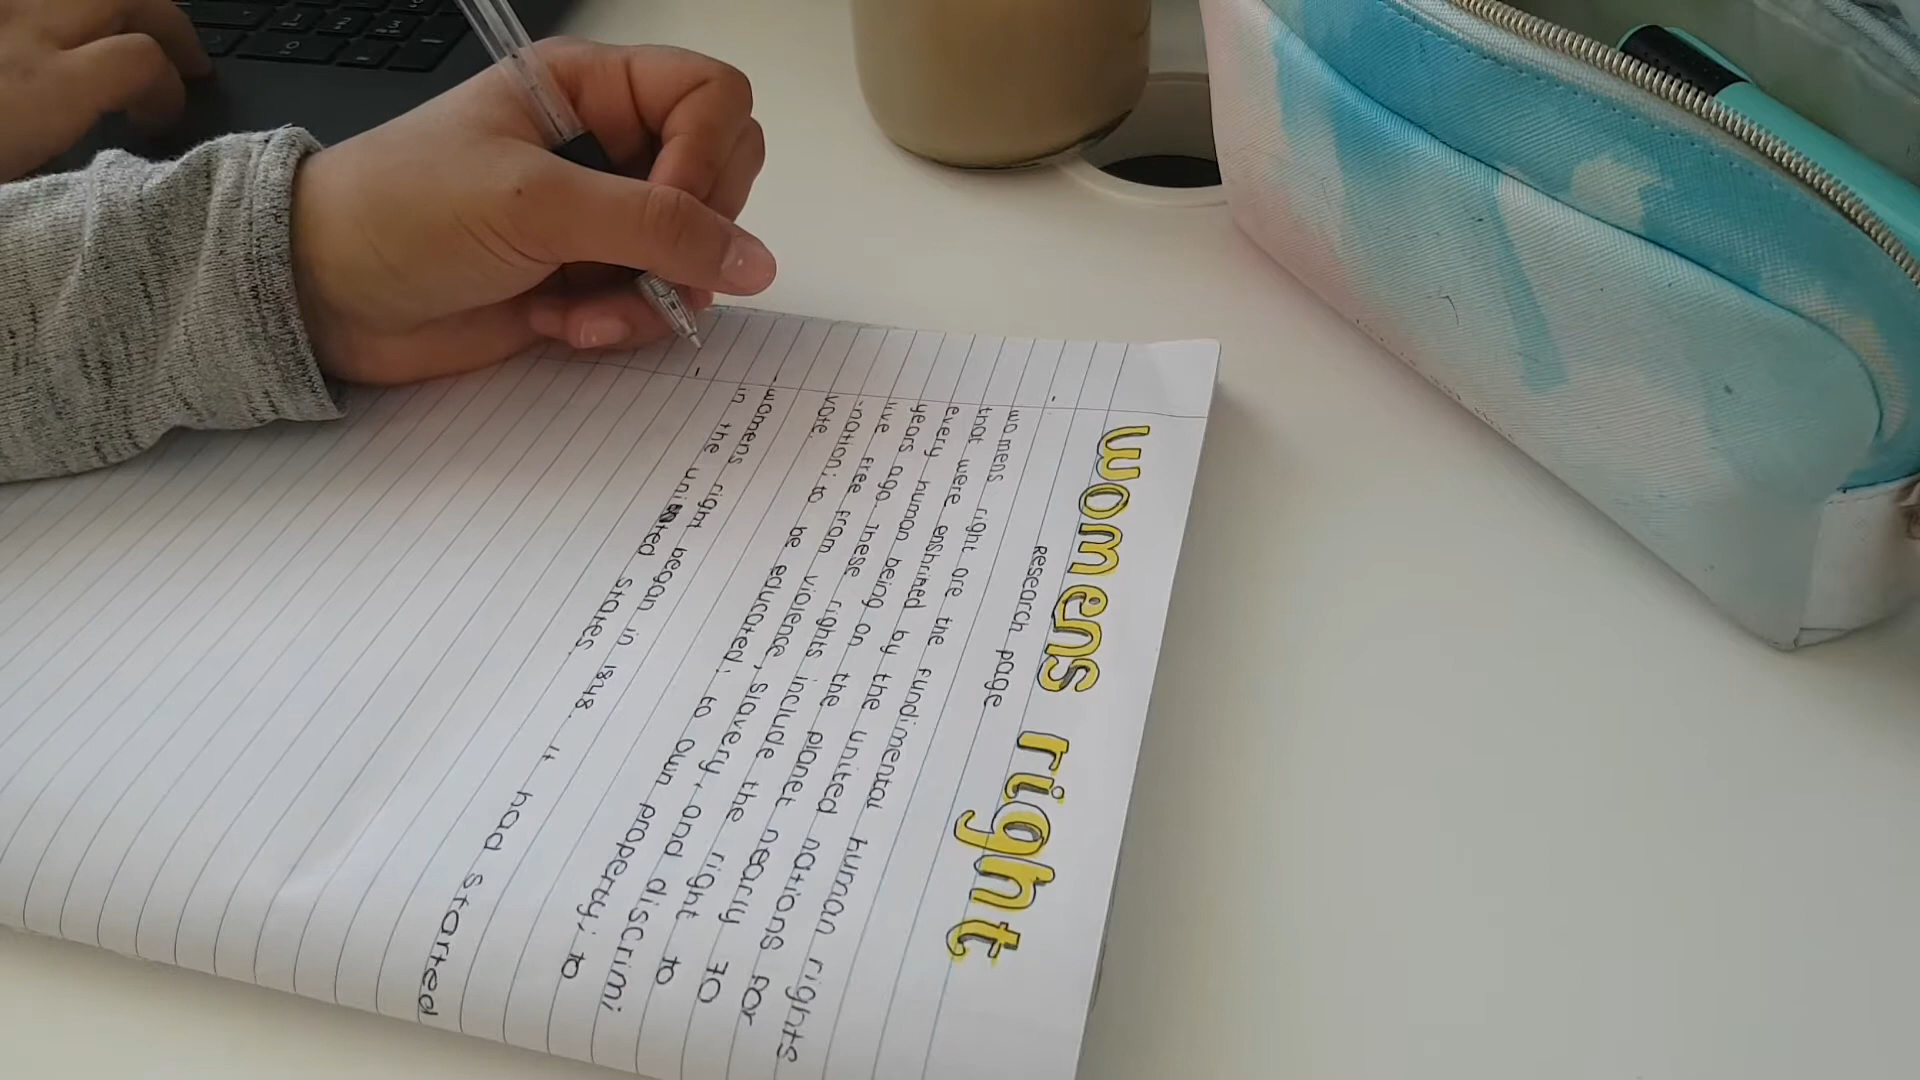 womens right
Research page
- womens right are the fundimental human rights
that were enshrined by the united nations for
every human being on the planet nearly 70
years ago. These rights include the right to
live free from violence, slavery, and discrimi
-nation; to be educated; to own property; to
vote.
- womens right began in 1848. it had started
in the united states.
-